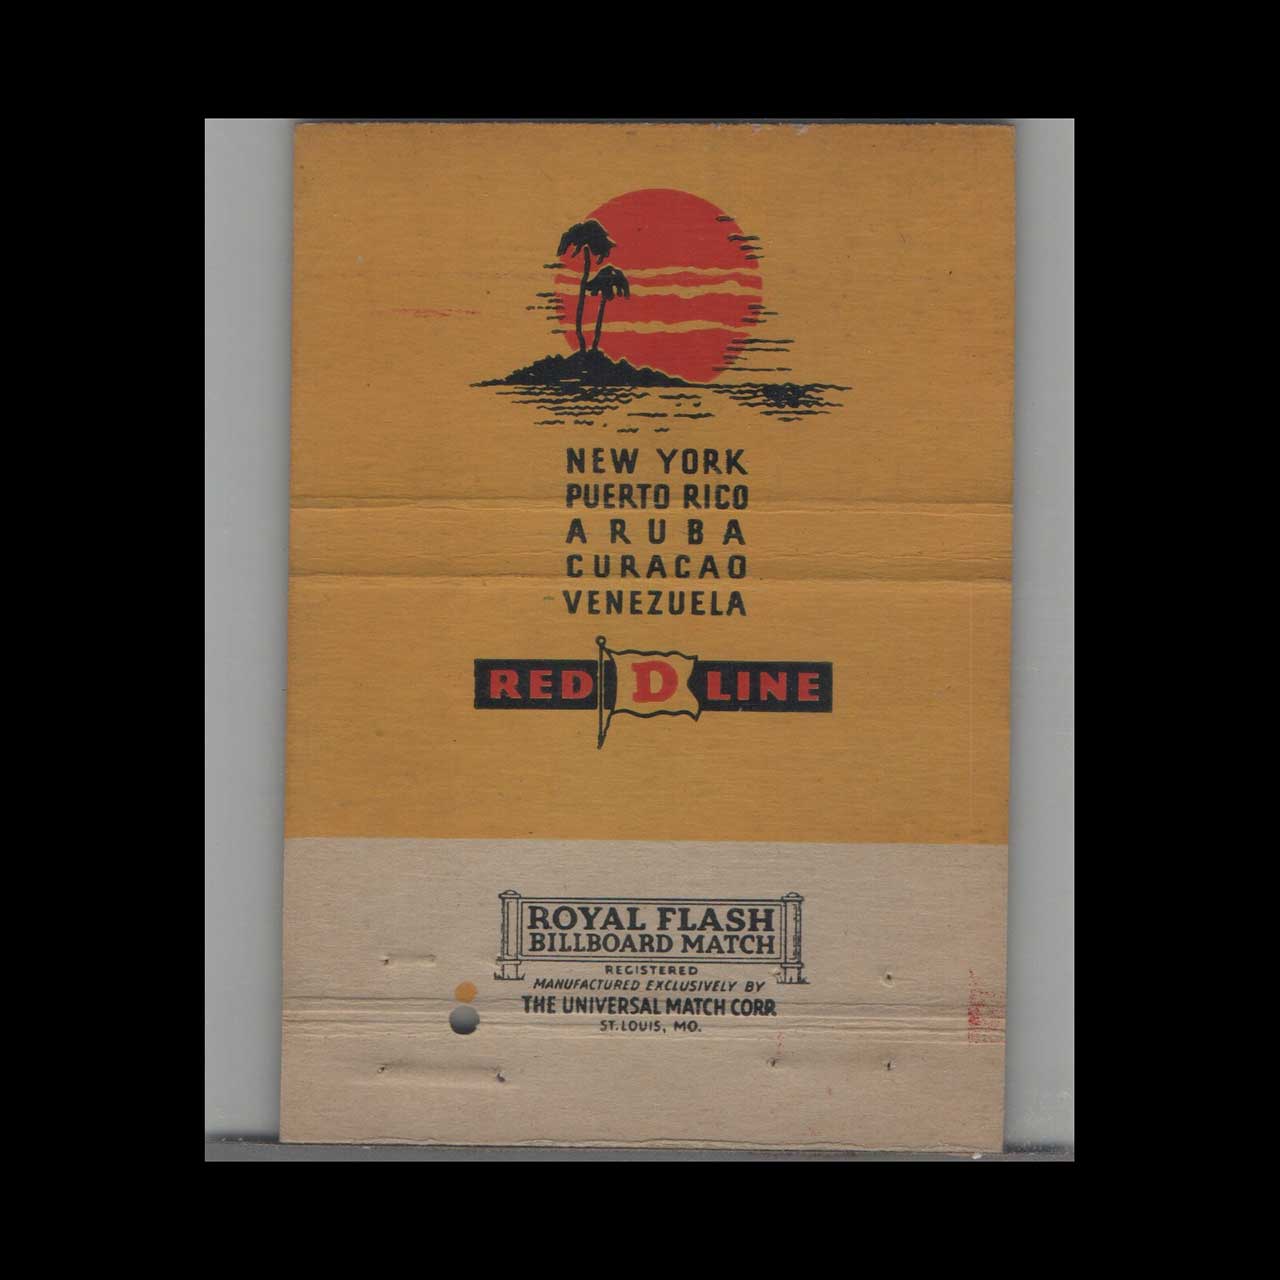 NEW YORK
PUERTO RICO
ARUBA
CURACAO
VENEZUELA
RED D LINE
ROYAL FLASH
BILLBOARD MATCH
REGISTERED
MANUFACTURED EXCLUSIVELY BY
THE UNIVERSAL MATCH CORP.
ST. LOUIS, MO.